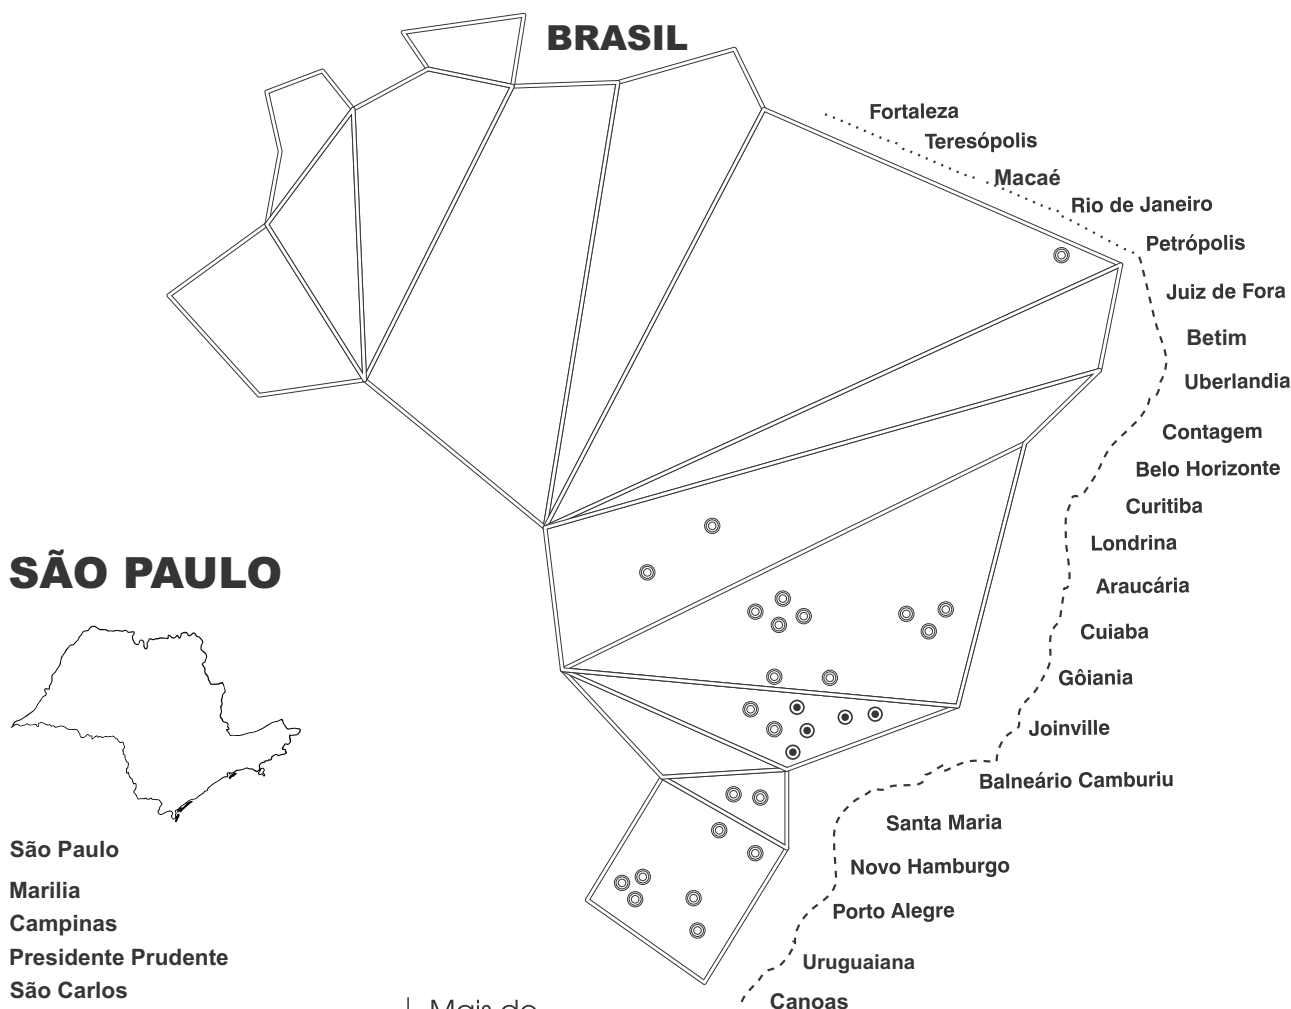 BRASIL
Fortaleza
Teresópolis
Macaé
Rio de Janeiro
Petrópolis
Juiz de Fora
Betim
Uberlandia
Contagem
Belo Horizonte
Curitiba
Londrina
Araucária
Cuiaba
Gôiania
Joinville
Balneário Camburiu
Santa Maria
Novo Hamburgo
Porto Alegre
Uruguaiana
Canoas
SÃO PAULO
São Paulo
Marilia
Campinas
Presidente Prudente
São Carlos
Mais de